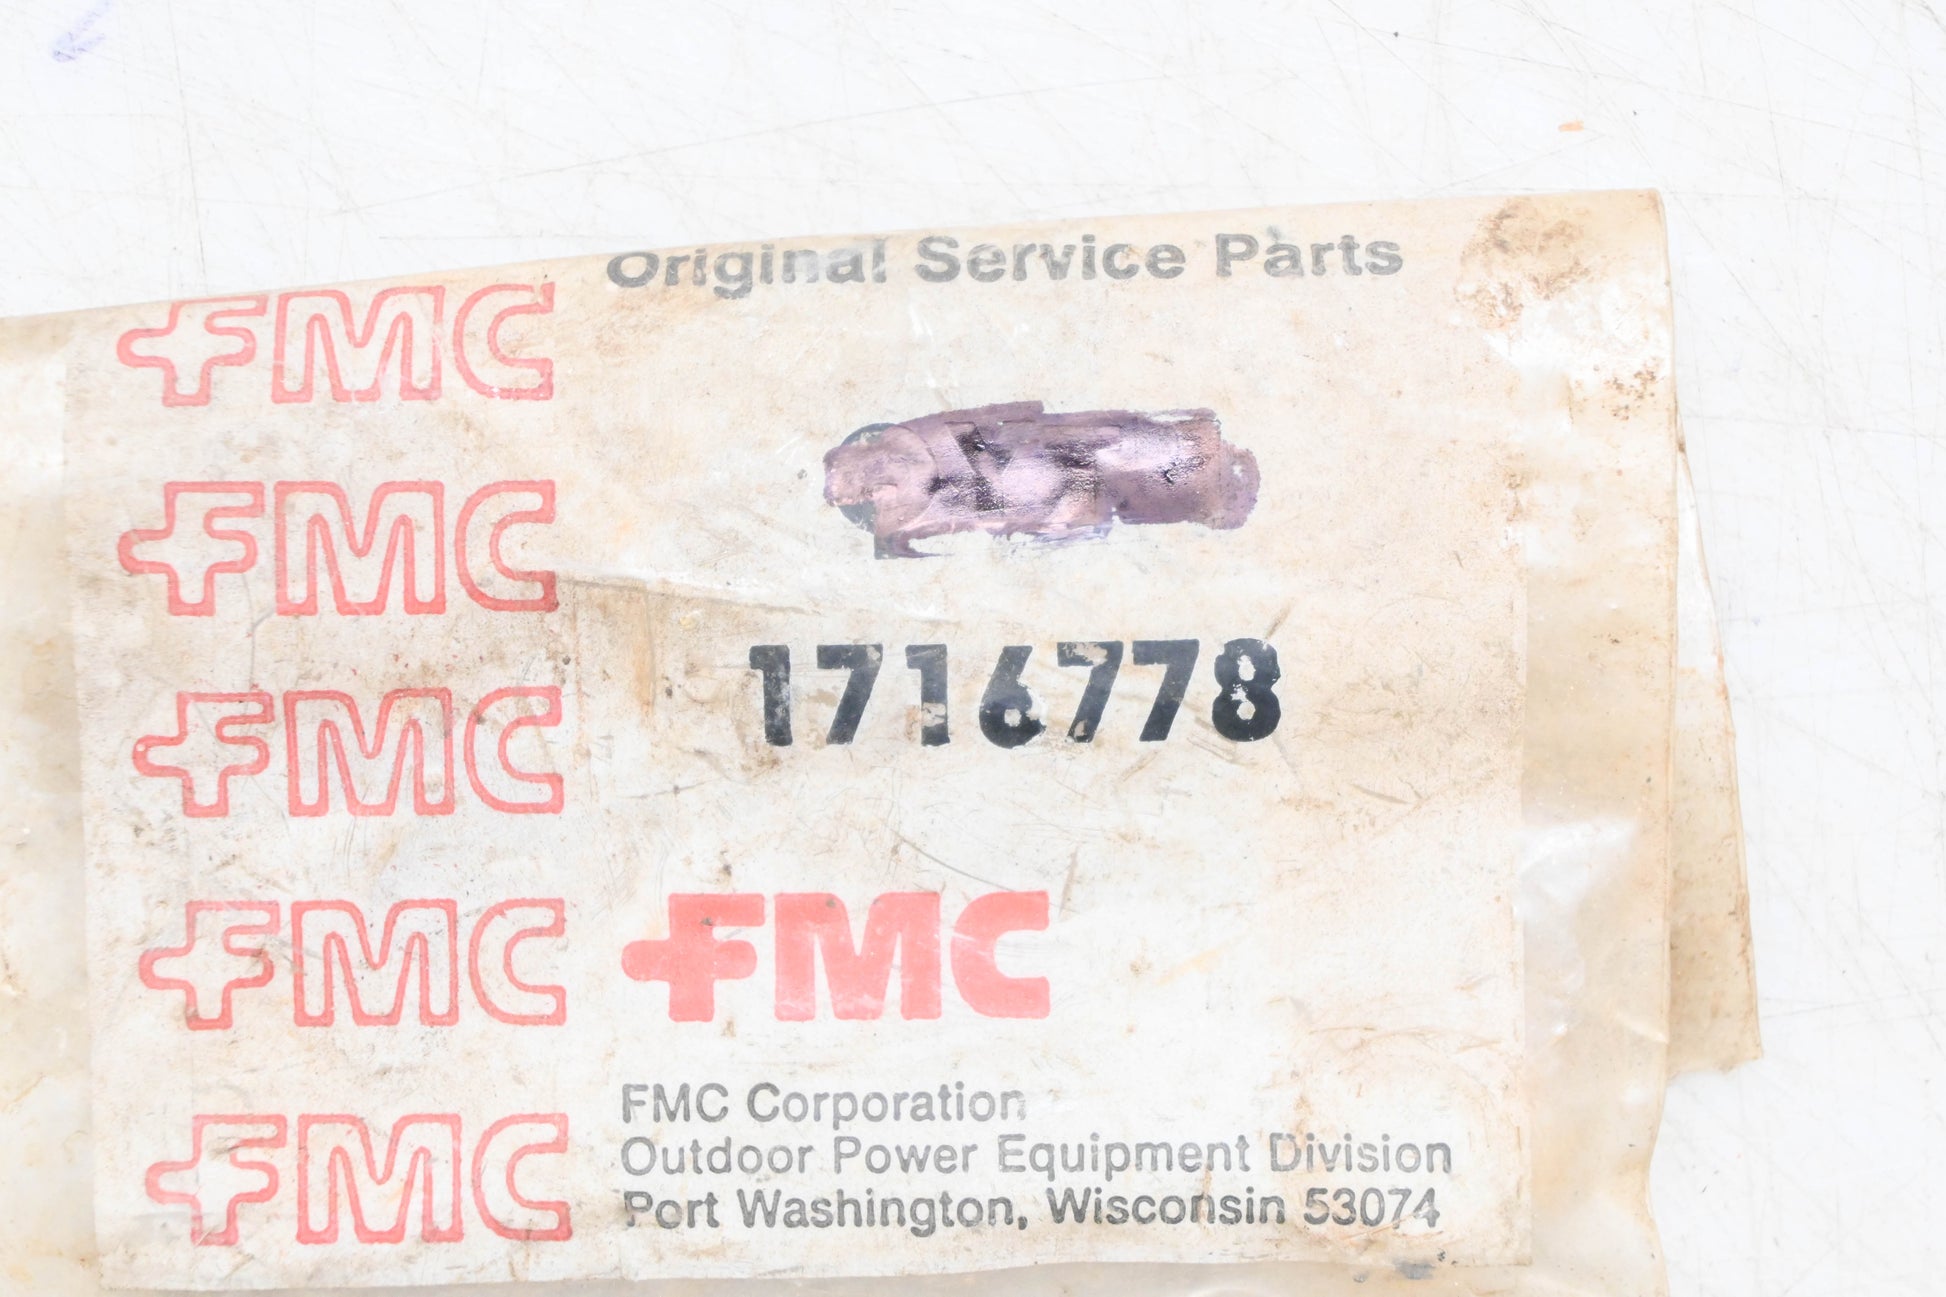 Original Service Parts
FMC
FMC
1716778
FMC
FMC
FMC
FMC
FMC Corporation
Outdoor Power Equipment Division
Port Washington, Wisconsin 53074